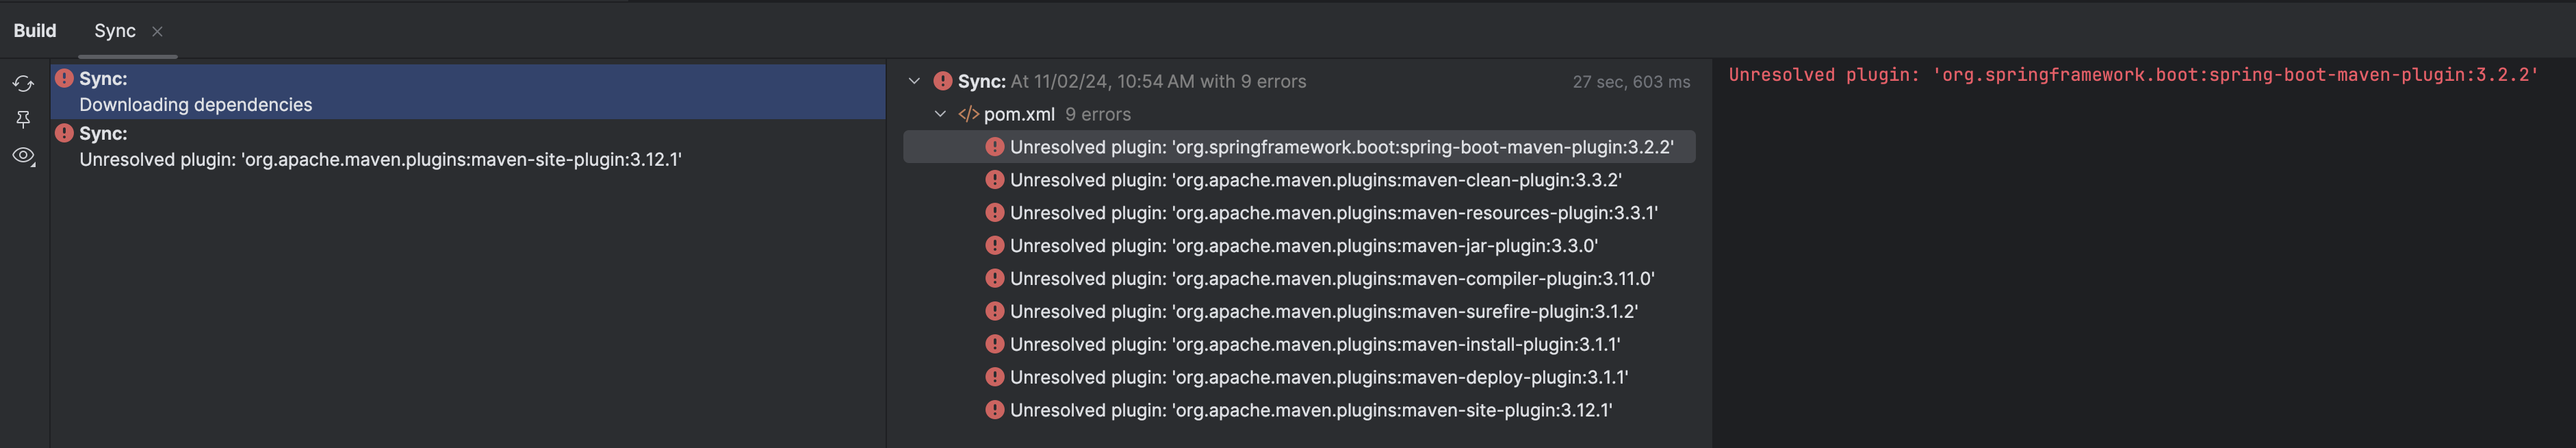 Build
Sync
Sync:
Downloading dependencies
Sync:
Unresolved plugin: 'org.apache.maven.plugins:maven-site-plugin:3.12.1'
Sync: At 11/02/24, 10:54 AM with 9 errors 27 sec, 603 ms
pom.xml 9 errors
Unresolved plugin: 'org.springframework.boot:spring-boot-maven-plugin:3.2.2'
Unresolved plugin: 'org.apache.maven.plugins:maven-clean-plugin:3.3.2'
Unresolved plugin: 'org.apache.maven.plugins:maven-resources-plugin:3.3.1'
Unresolved plugin: 'org.apache.maven.plugins:maven-jar-plugin:3.3.0'
Unresolved plugin: 'org.apache.maven.plugins:maven-compiler-plugin:3.11.0'
Unresolved plugin: 'org.apache.maven.plugins:maven-surefire-plugin:3.1.2'
Unresolved plugin: 'org.apache.maven.plugins:maven-install-plugin:3.1.1'
Unresolved plugin: 'org.apache.maven.plugins:maven-deploy-plugin:3.1.1'
Unresolved plugin: 'org.apache.maven.plugins:maven-site-plugin:3.12.1'
Unresolved plugin: 'org.springframework.boot:spring-boot-maven-plugin:3.2.2'